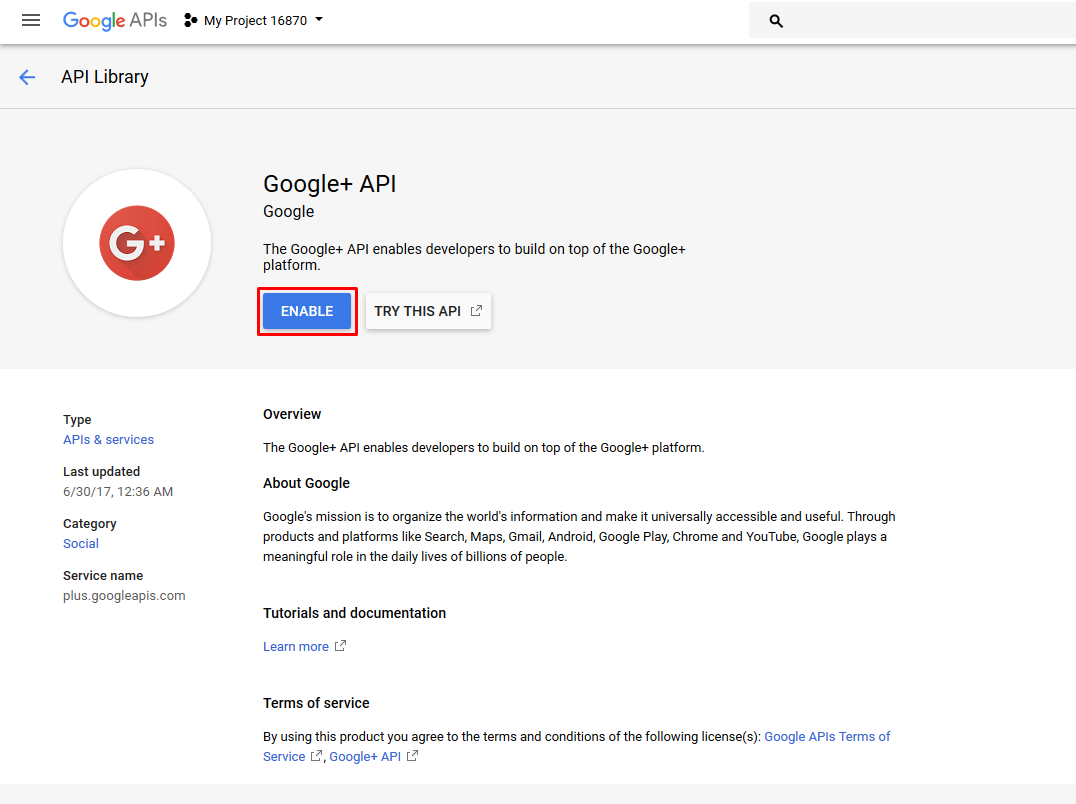 Google APIs My Project 16870
API Library
G+
Google+ API
Google
The Google+ API enables developers to build on top of the Google+
platform.
ENABLE TRY THIS API
Type
APIs & services
Last updated
6/30/17, 12:36 AM
Category
Social
Service name
plus.googleapis.com
Overview
The Google+ API enables developers to build on top of the Google+ platform.
About Google
Google's mission is to organize the world's information and make it universally accessible and useful. Through
products and platforms like Search, Maps, Gmail, Android, Google Play, Chrome and YouTube, Google plays a
meaningful role in the daily lives of billions of people.
Tutorials and documentation
Learn more
Terms of service
By using this product you agree to the terms and conditions of the following license(s): Google APIs Terms of
Service , Google+ API